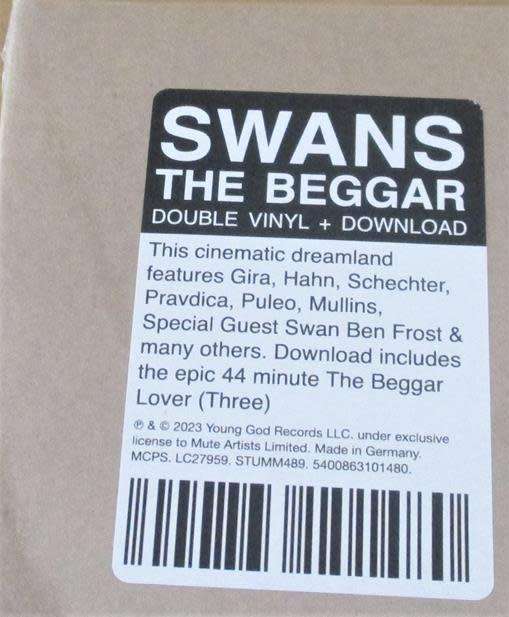 SWANS
THE BEGGAR
DOUBLE VINYL + DOWNLOAD
This cinematic dreamland
features Gira, Hahn, Schechter,
Pravdica, Puleo, Mullins,
Special Guest Swan Ben Frost &
many others. Download includes
the epic 44 minute The Beggar
Lover (Three)
℗ & © 2023 Young God Records LLC. under exclusive
license to Mute Artists Limited. Made in Germany.
MCPS. LC27959. STUMM489. 5400863101480.